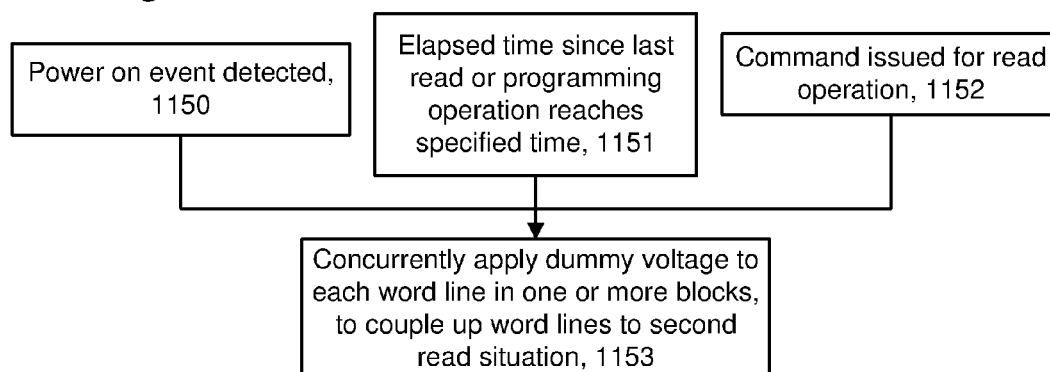 Power on event detected,
1150
Elapsed time since last
read or programming
operation reaches
specified time, 1151
Command issued for read
operation, 1152
Concurrently apply dummy voltage to
each word line in one or more blocks,
to couple up word lines to second
read situation, 1153